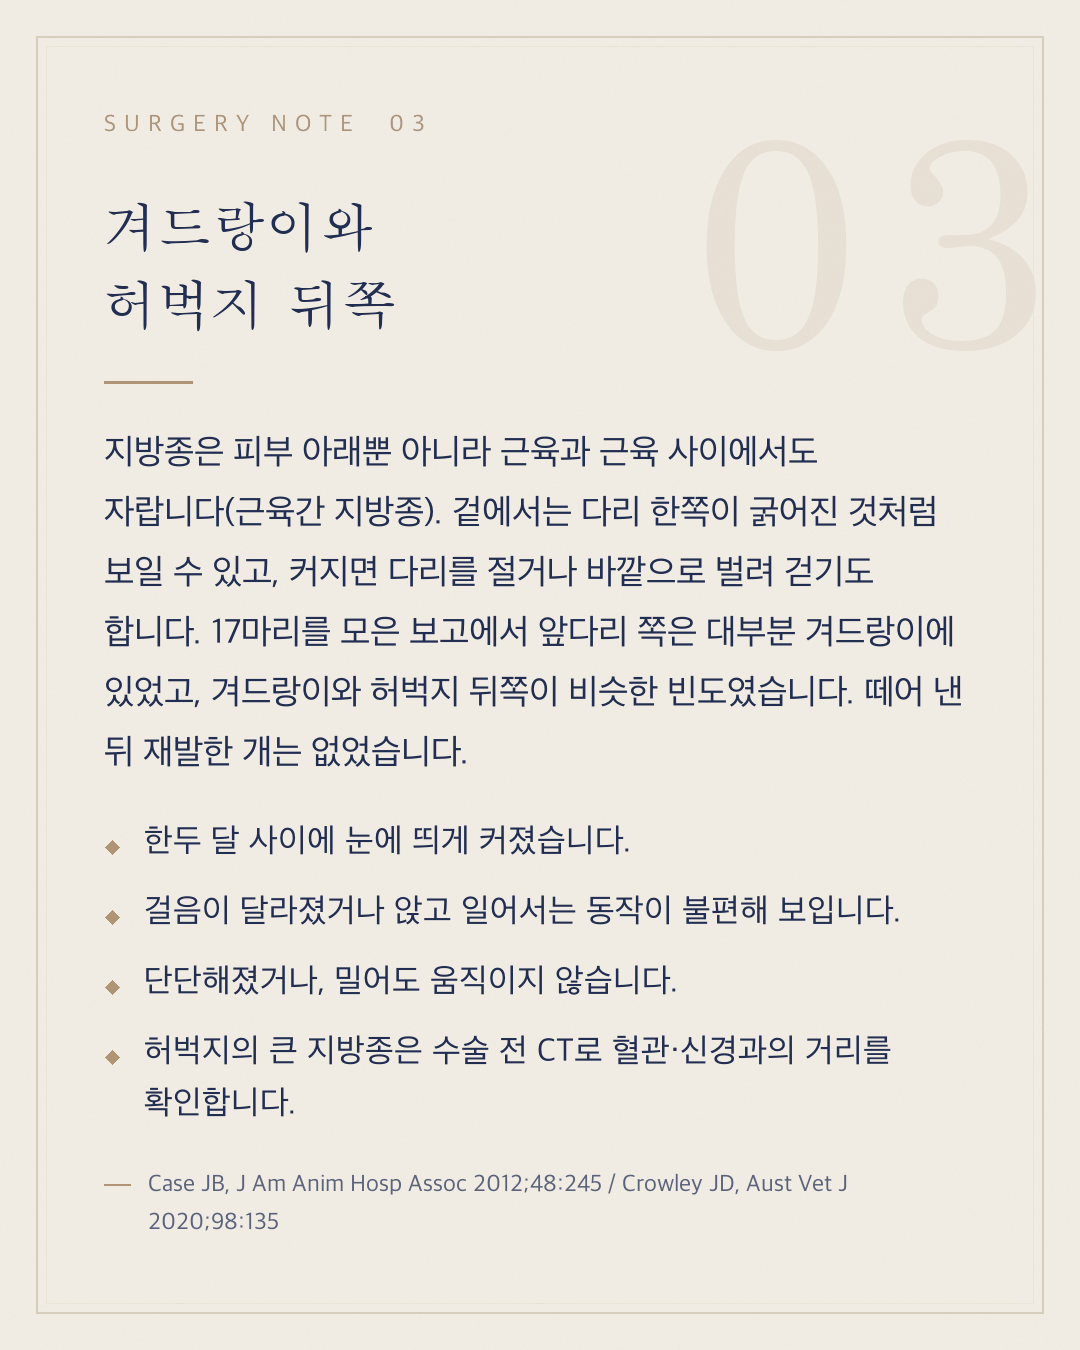 SURGERY NOTE 03
03
겨드랑이와
허벅지 뒤쪽
지방종은 피부 아래뿐 아니라 근육과 근육 사이에서도
자랍니다(근육간 지방종). 겉에서는 다리 한쪽이 굵어진 것처럼
보일 수 있고, 커지면 다리를 절거나 바깥으로 벌려 걷기도
합니다. 17마리를 모은 보고에서 앞다리 쪽은 대부분 겨드랑이에
있었고, 겨드랑이와 허벅지 뒤쪽이 비슷한 빈도였습니다. 떼어 낸
뒤 재발한 개는 없었습니다.
◆ 한두 달 사이에 눈에 띄게 커졌습니다.
◆ 걸음이 달라졌거나 앉고 일어서는 동작이 불편해 보입니다.
◆ 단단해졌거나, 밀어도 움직이지 않습니다.
◆ 허벅지의 큰 지방종은 수술 전 CT로 혈관·신경과의 거리를
확인합니다.
— Case JB, J Am Anim Hosp Assoc 2012;48:245 / Crowley JD, Aust Vet J
2020;98:135